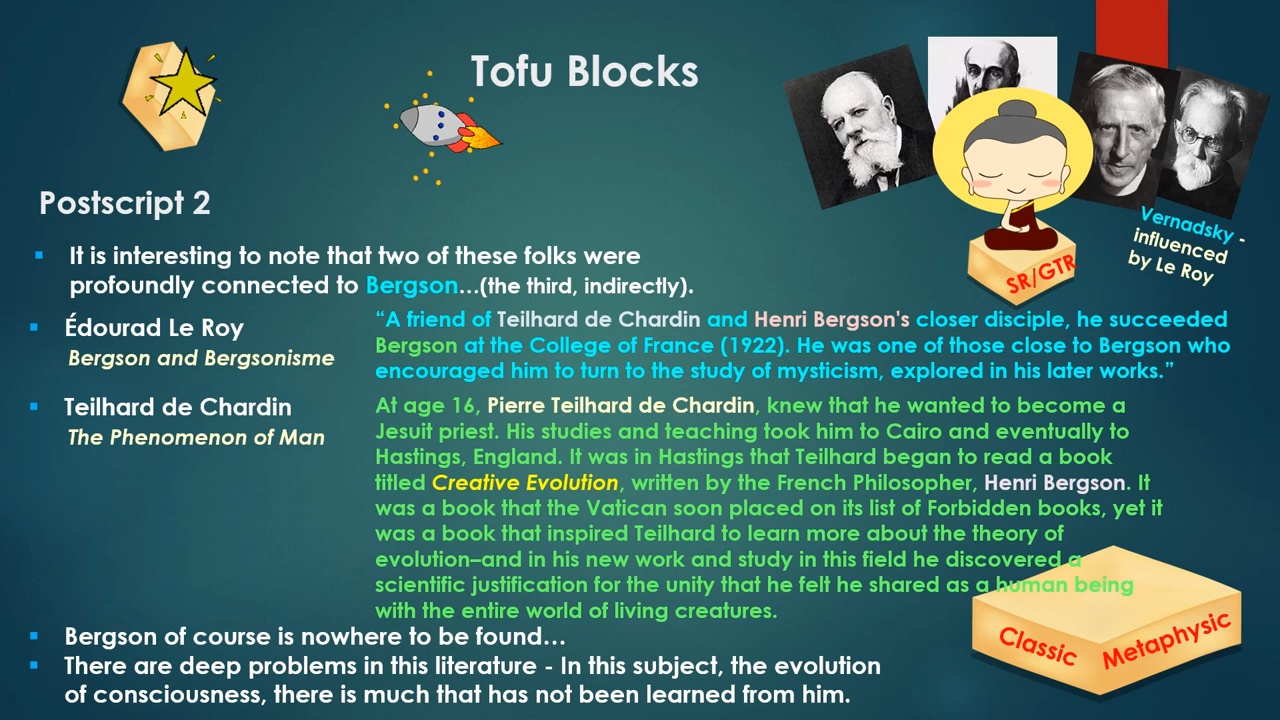 Tofu Blocks
Postscript 2
Vernadsky -
influenced
by Le Roy
SR/GTR
It is interesting to note that two of these folks were
profoundly connected to Bergson...(the third, indirectly).
Édourad Le Roy
Bergson and Bergsonisme
“A friend of Teilhard de Chardin and Henri Bergson's closer disciple, he succeeded
Bergson at the College of France (1922). He was one of those close to Bergson who
encouraged him to turn to the study of mysticism, explored in his later works.”
Teilhard de Chardin
The Phenomenon of Man
At age 16, Pierre Teilhard de Chardin, knew that he wanted to become a
Jesuit priest. His studies and teaching took him to Cairo and eventually to
Hastings, England. It was in Hastings that Teilhard began to read a book
titled Creative Evolution, written by the French Philosopher, Henri Bergson. It
was a book that the Vatican soon placed on its list of Forbidden books, yet it
was a book that inspired Teilhard to learn more about the theory of
evolution–and in his new work and study in this field he discovered a
scientific justification for the unity that he felt he shared as a human being
with the entire world of living creatures.
Bergson of course is nowhere to be found...
There are deep problems in this literature - In this subject, the evolution
of consciousness, there is much that has not been learned from him.
Classic Metaphysic